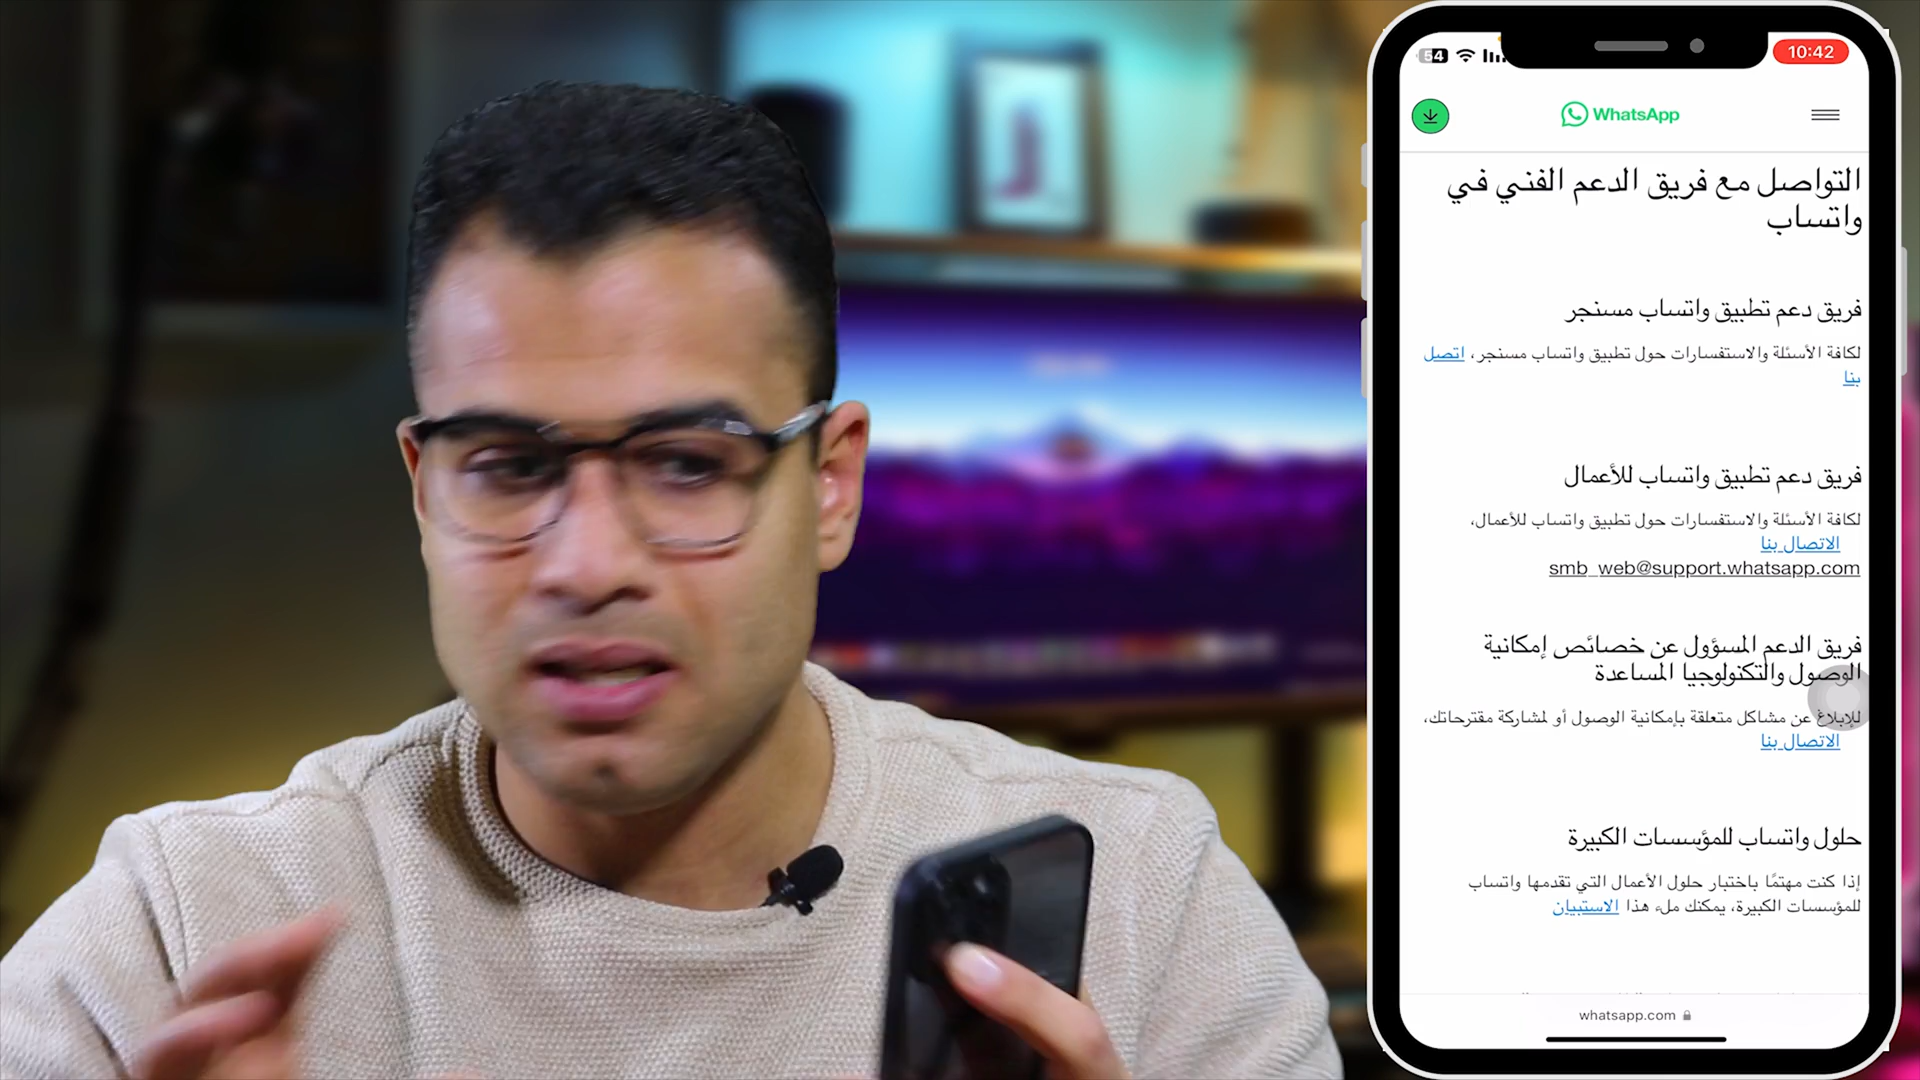 54
10:42
WhatsApp
التواصل مع فريق الدعم الفني في
واتساب
فريق دعم تطبيق واتساب مسنجر
لكافة الأسئلة والاستفسارات حول تطبيق واتساب مسنجر، اتصل
بنا
فريق دعم تطبيق واتساب للأعمال
لكافة الأسئلة والاستفسارات حول تطبيق واتساب للأعمال،
الاتصال بنا
smb_web@support.whatsapp.com
فريق الدعم المسؤول عن خصائص إمكانية
الوصول والتكنولوجيا المساعدة
للإبلاغ عن مشاكل متعلقة بإمكانية الوصول أو لمشاركة مقترحاتك،
الاتصال بنا
حلول واتساب للمؤسسات الكبيرة
إذا كنت مهتمًا باختبار حلول الأعمال التي تقدمها واتساب
للمؤسسات الكبيرة، يمكنك ملء هذا الاستبيان
whatsapp.com